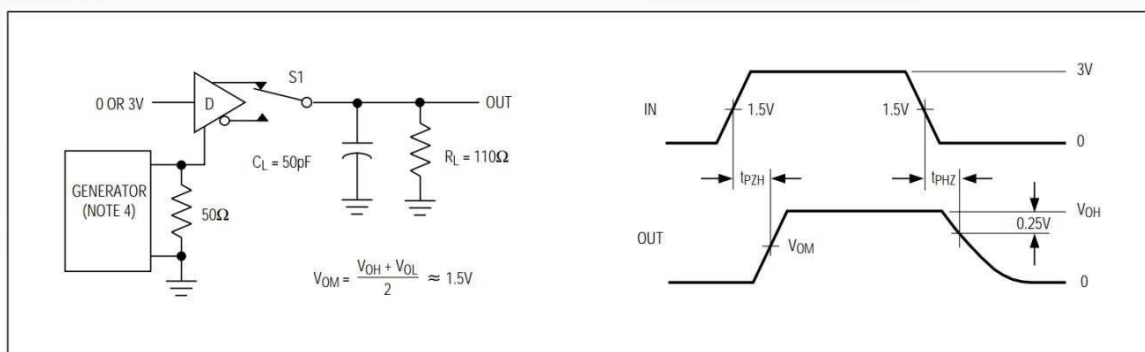 S1
0 OR 3V
D
OUT
C_L = 50pF
R_L = 110Ω
GENERATOR
(NOTE 4)
50Ω
V_OM = (V_OH + V_OL) / 2 ≈ 1.5V
3V
IN
1.5V
1.5V
0
t_PZH
t_PHZ
V_OH
0.25V
OUT
V_OM
0